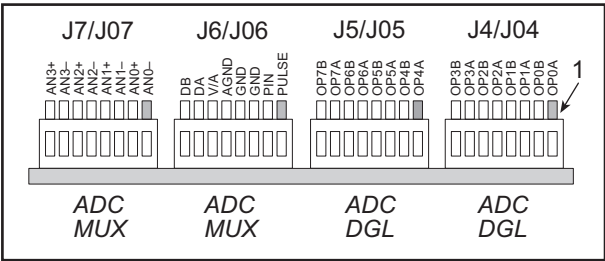 J7/J07 J6/J06 J5/J05 J4/J04
AN3+ AN3– AN2+ AN2– AN1+ AN1– AN0+ AN0–
DB DA V/A AGND GND GND PIN PULSE
OP7B OP7A OP6B OP6A OP5B OP5A OP4B OP4A
OP3B OP3A OP2B OP2A OP1B OP1A OP0B OP0A
1
ADC ADC ADC ADC
MUX MUX DGL DGL